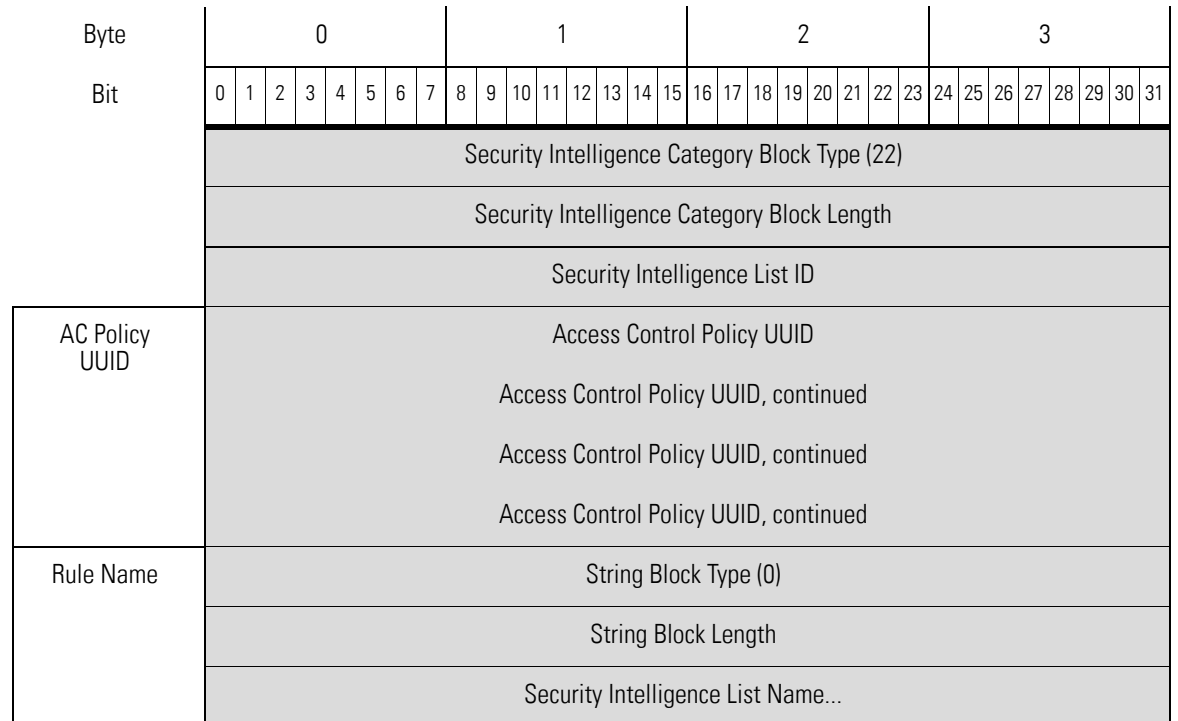 Byte 0 1 2 3
Bit 0 1 2 3 4 5 6 7 8 9 10 11 12 13 14 15 16 17 18 19 20 21 22 23 24 25 26 27 28 29 30 31
Security Intelligence Category Block Type (22)
Security Intelligence Category Block Length
Security Intelligence List ID
AC Policy
UUID
Access Control Policy UUID
Access Control Policy UUID, continued
Access Control Policy UUID, continued
Access Control Policy UUID, continued
Rule Name
String Block Type (0)
String Block Length
Security Intelligence List Name...